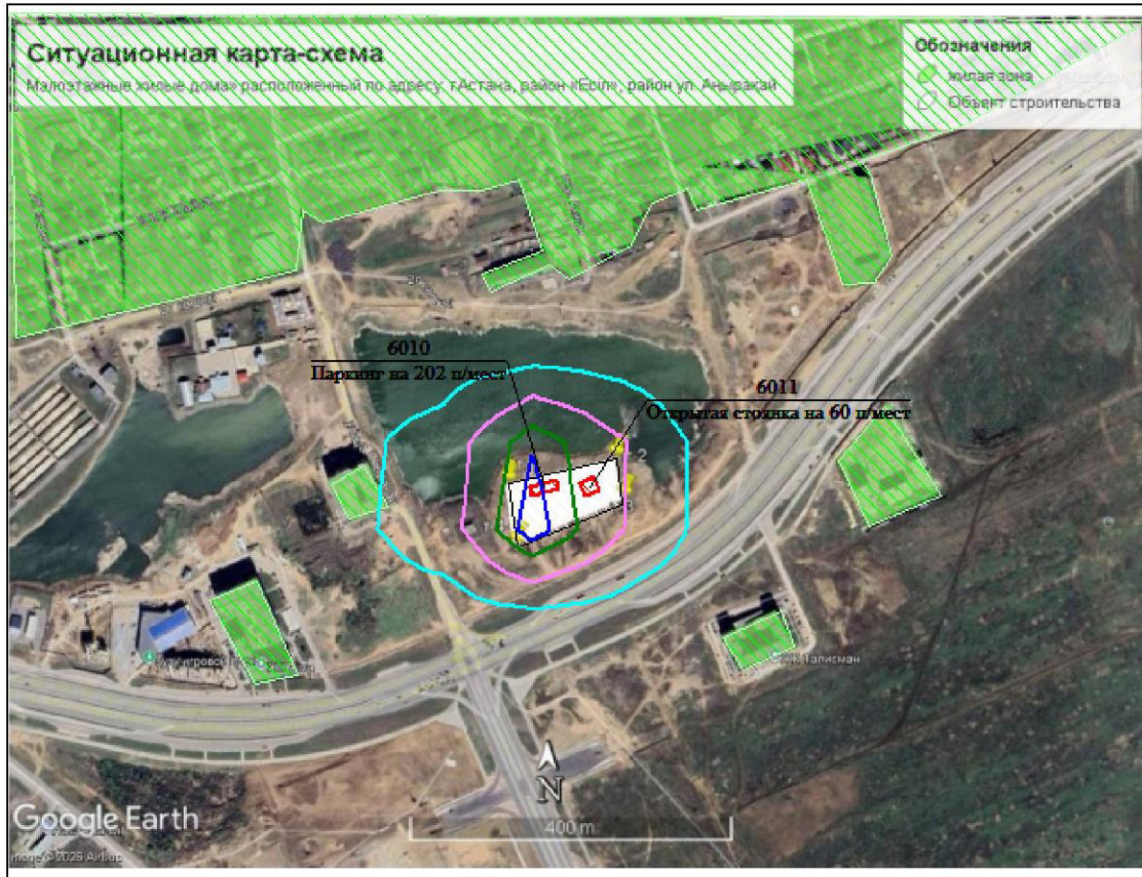 Ситуационная карта-схема
Малоэтажные жилые дома» расположенный по адресу: г.Астана, район «Есіл», район ул. Аңыракай
Обозначения
жилая зона
Объект строительства
6010
Паркинг на 202 п/мест
6011
Открытая стоянка на 60 п/мест
2
3
Талисман
N
400 m
Google Earth